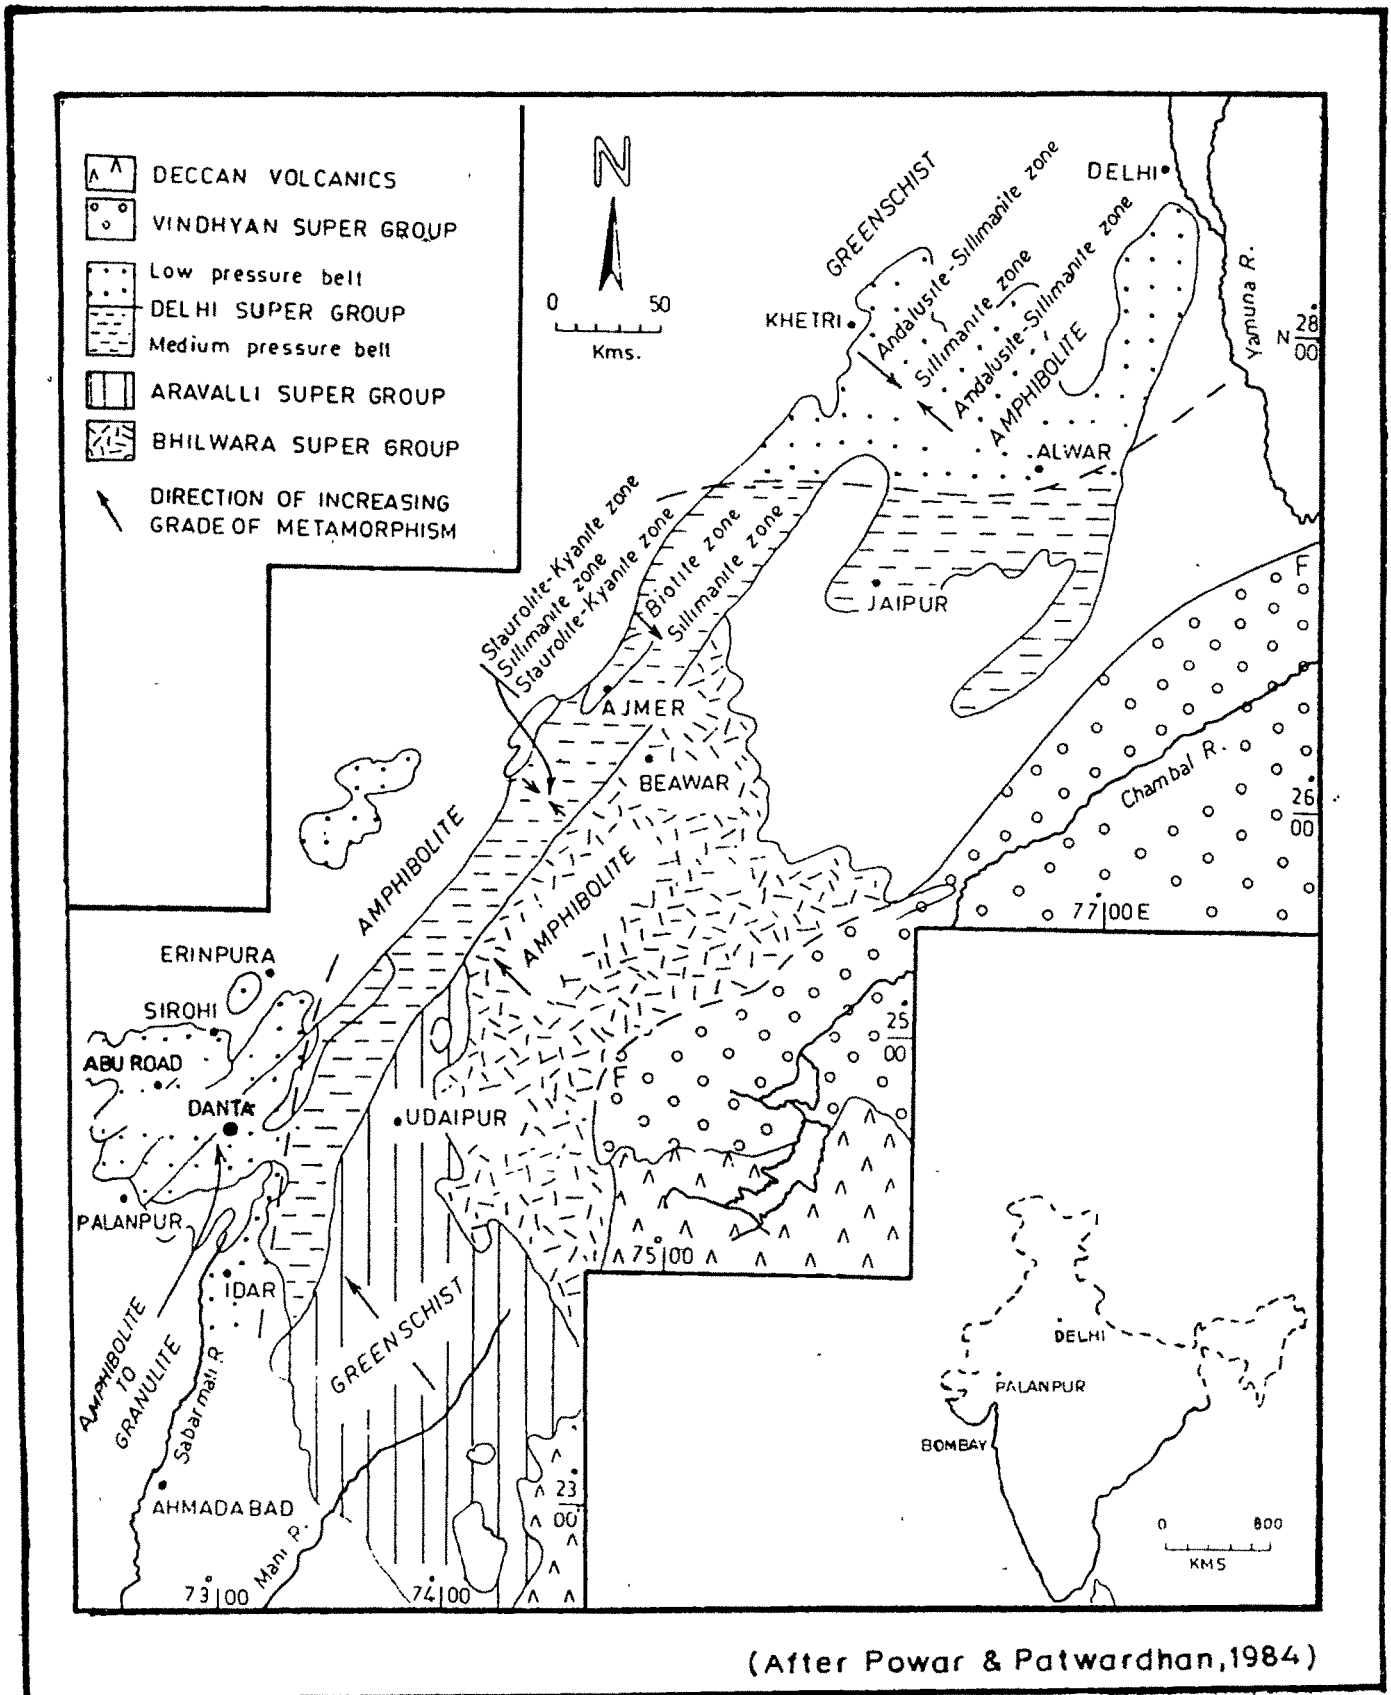 DECCAN VOLCANICS
VINDHYAN SUPER GROUP
Low pressure belt
DELHI SUPER GROUP
Medium pressure belt
ARAVALLI SUPER GROUP
BHILWARA SUPER GROUP
DIRECTION OF INCREASING
GRADE OF METAMORPHISM
N
0 50
Kms.
GREENSCHIST
Andalusite-Sillimanite zone
Sillimanite zone
Andalusite-Sillimanite zone
AMPHIBOLITE
DELHI
KHETRI
Yamuna R.
N 28
00
ALWAR
Staurolite-Kyanite zone
Sillimanite zone
Staurolite-Kyanite zone
Biotite zone
Sillimanite zone
JAIPUR
F
AJMER
BEAWAR
Chambal R.
26
00
77 00 E
AMPHIBOLITE
AMPHIBOLITE
ERINPURA
SIROHI
ABU ROAD
DANTA
25
00
F
UDAIPUR
PALANPUR
75 00
IDAR
GREENSCHIST
AMPHIBOLITE
TO
GRANULITE
Sabarmati R
AHMADABAD
Mahi R.
23
00
73 00
74 00
DELHI
PALANPUR
BOMBAY
0 800
KMS
(After Powar & Patwardhan,1984)